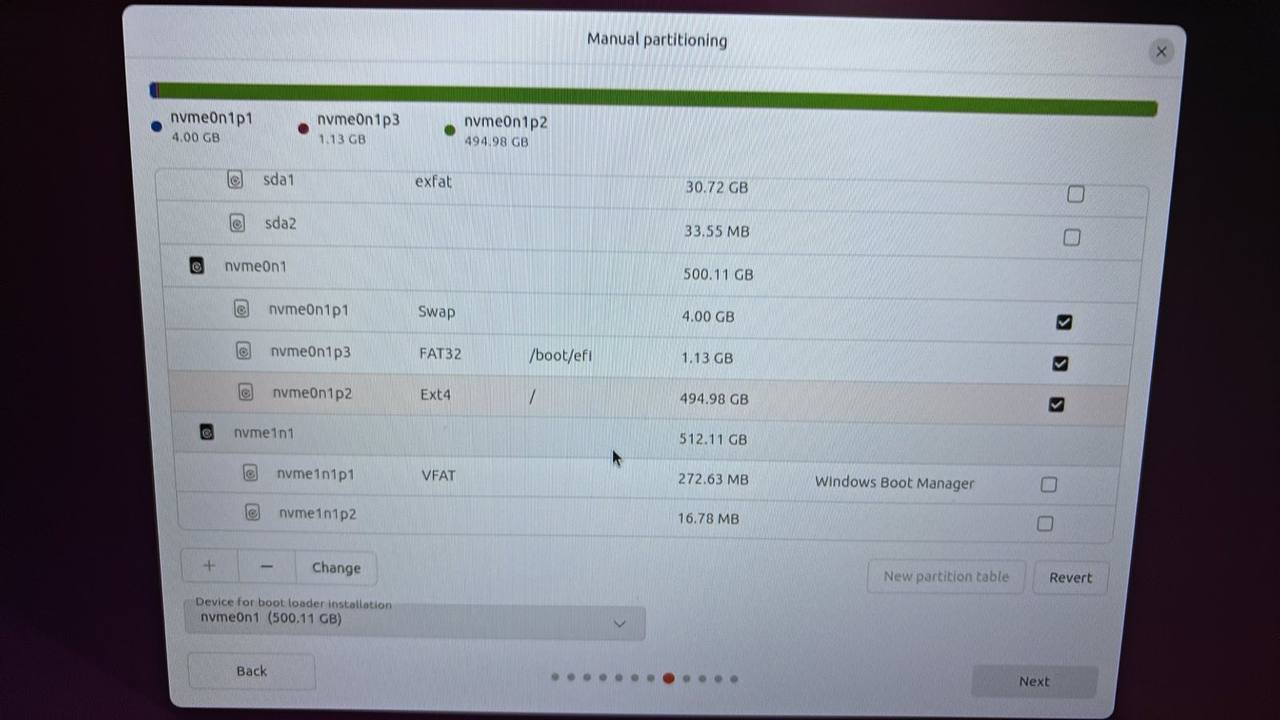 Manual partitioning
nvme0n1p1 nvme0n1p3 nvme0n1p2
4.00 GB 1.13 GB 494.98 GB
sda1 exfat 30.72 GB
sda2 33.55 MB
nvme0n1 500.11 GB
nvme0n1p1 Swap 4.00 GB
nvme0n1p3 FAT32 /boot/efi 1.13 GB
nvme0n1p2 Ext4 / 494.98 GB
nvme1n1 512.11 GB
nvme1n1p1 VFAT 272.63 MB Windows Boot Manager
nvme1n1p2 16.78 MB
+ − Change New partition table Revert
Device for boot loader installation
nvme0n1 (500.11 GB)
Back Next